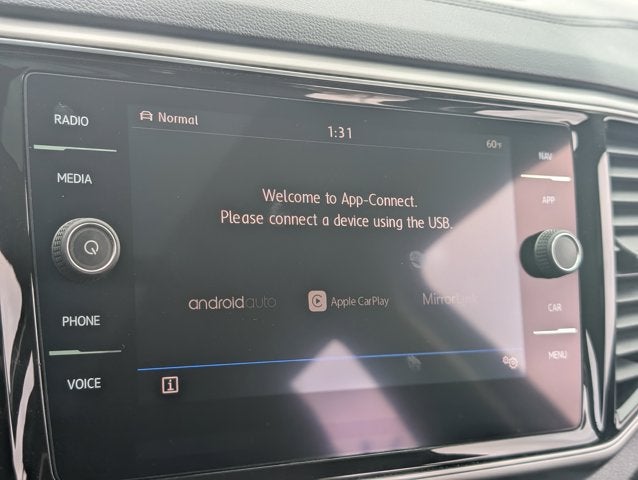 RADIO
MEDIA
PHONE
VOICE
Normal
1:31
60°F
Welcome to App-Connect.
Please connect a device using the USB.
androidauto
Apple CarPlay
MirrorLink
i
NAV
APP
CAR
MENU